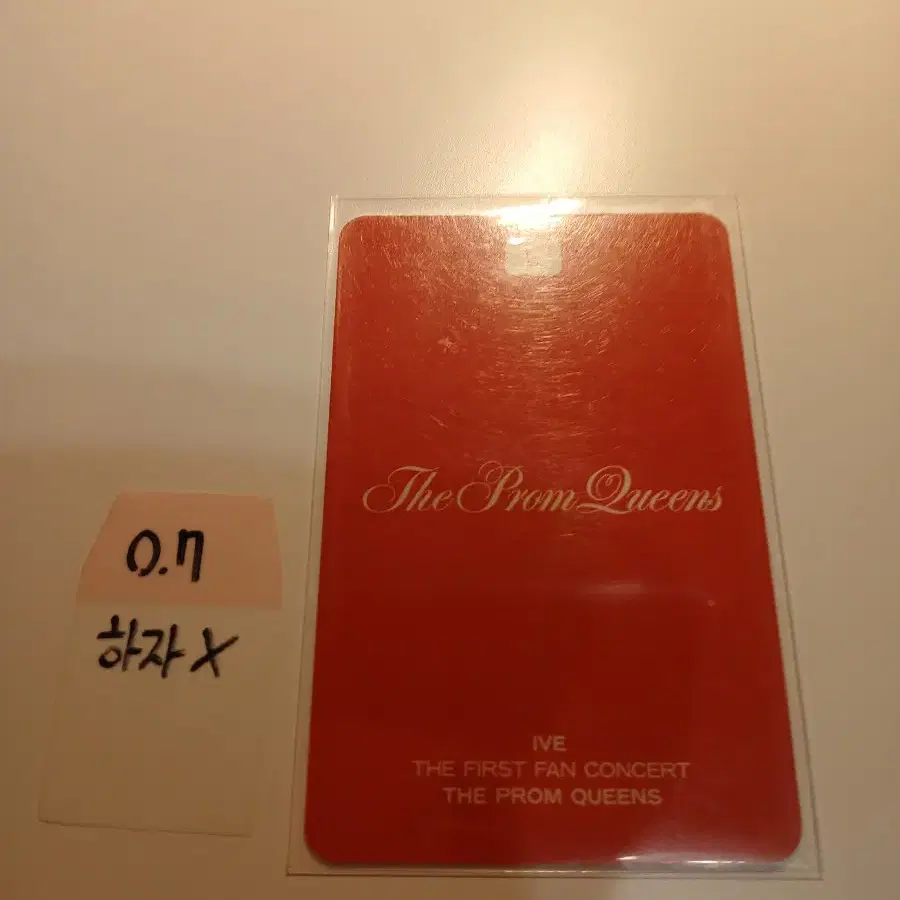 The Prom Queens
IVE
THE FIRST FAN CONCERT
THE PROM QUEENS
0.7
하자 X